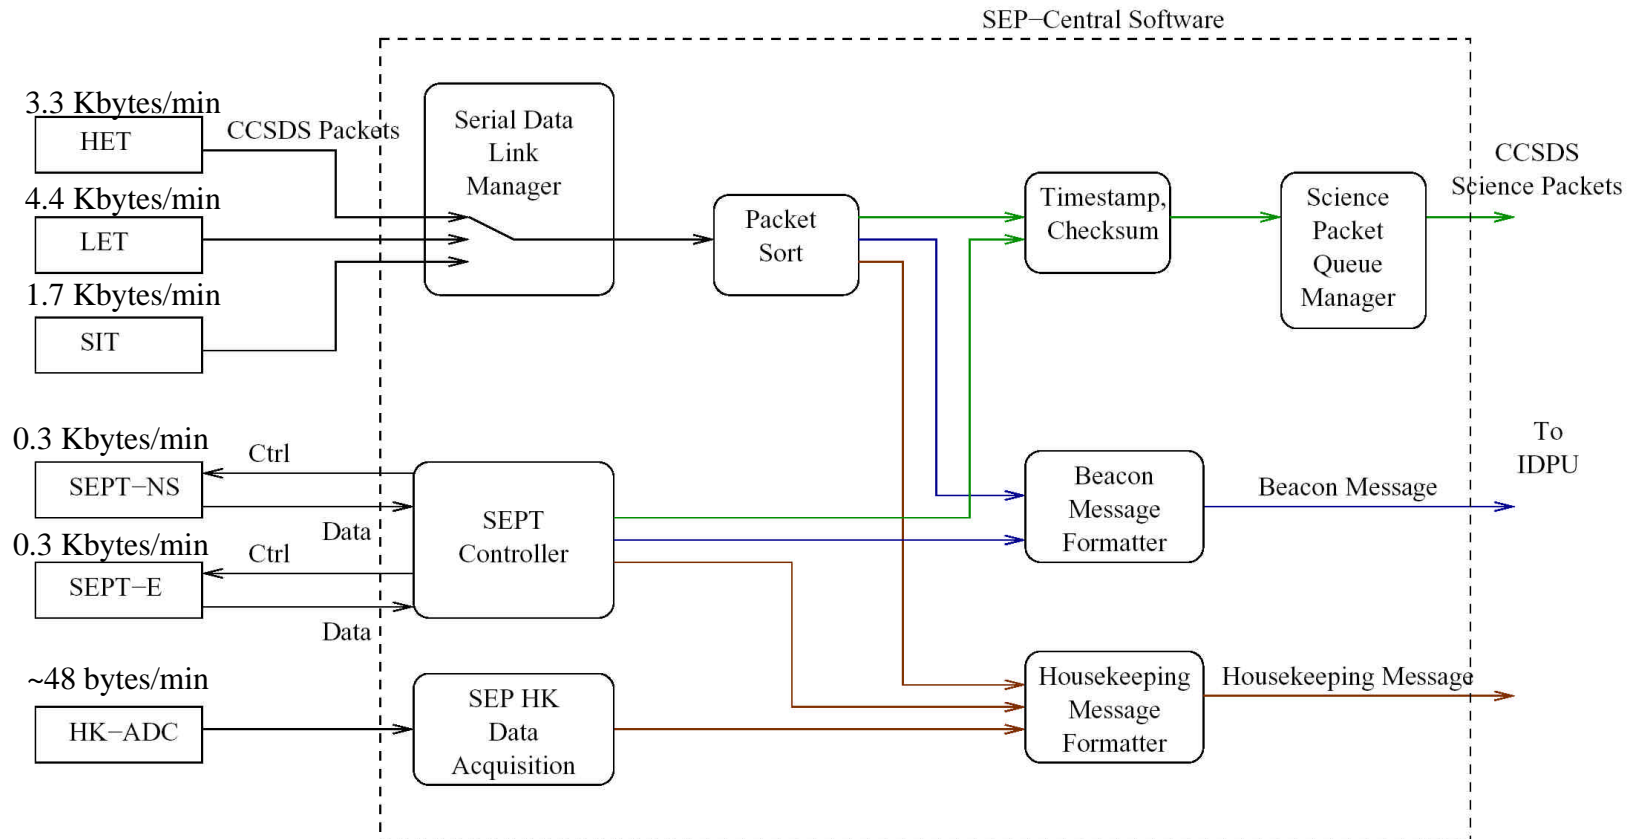 SEP−Central Software
3.3 Kbytes/min
HET
CCSDS Packets
4.4 Kbytes/min
LET
1.7 Kbytes/min
SIT
Serial Data
Link
Manager
Packet
Sort
Timestamp,
Checksum
Science
Packet
Queue
Manager
CCSDS
Science Packets
0.3 Kbytes/min
SEPT−NS
Ctrl
Data
0.3 Kbytes/min
SEPT−E
Ctrl
Data
SEPT
Controller
Beacon
Message
Formatter
Beacon Message
To
IDPU
~48 bytes/min
HK−ADC
SEP HK
Data
Acquisition
Housekeeping
Message
Formatter
Housekeeping Message